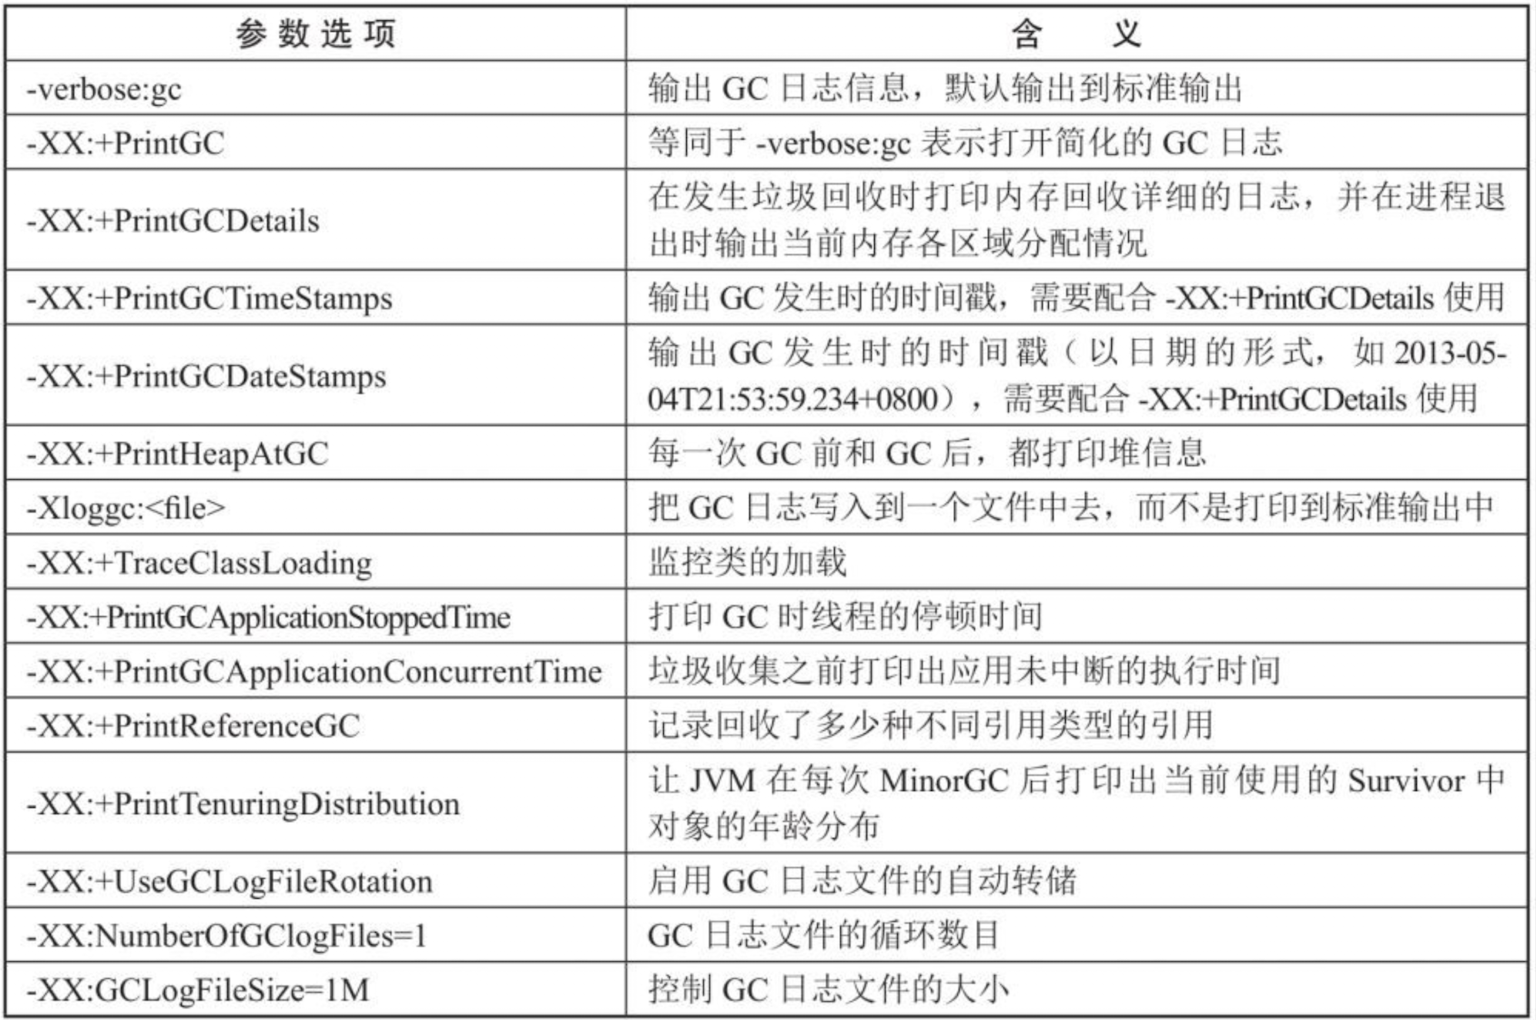 参数选项 含义
-verbose:gc 输出 GC 日志信息，默认输出到标准输出
-XX:+PrintGC 等同于 -verbose:gc 表示打开简化的 GC 日志
-XX:+PrintGCDetails 在发生垃圾回收时打印内存回收详细的日志，并在进程退
出时输出当前内存各区域分配情况
-XX:+PrintGCTimeStamps 输出 GC 发生时的时间戳，需要配合 -XX:+PrintGCDetails 使用
-XX:+PrintGCDateStamps 输出 GC 发生时的时间戳（以日期的形式，如 2013-05-
04T21:53:59.234+0800），需要配合 -XX:+PrintGCDetails 使用
-XX:+PrintHeapAtGC 每一次 GC 前和 GC 后，都打印堆信息
-Xloggc:<file> 把 GC 日志写入到一个文件中去，而不是打印到标准输出中
-XX:+TraceClassLoading 监控类的加载
-XX:+PrintGCApplicationStoppedTime 打印 GC 时线程的停顿时间
-XX:+PrintGCApplicationConcurrentTime 垃圾收集之前打印出应用未中断的执行时间
-XX:+PrintReferenceGC 记录回收了多少种不同引用类型的引用
-XX:+PrintTenuringDistribution 让 JVM 在每次 MinorGC 后打印出当前使用的 Survivor 中
对象的年龄分布
-XX:+UseGCLogFileRotation 启用 GC 日志文件的自动转储
-XX:NumberOfGClogFiles=1 GC 日志文件的循环数目
-XX:GCLogFileSize=1M 控制 GC 日志文件的大小